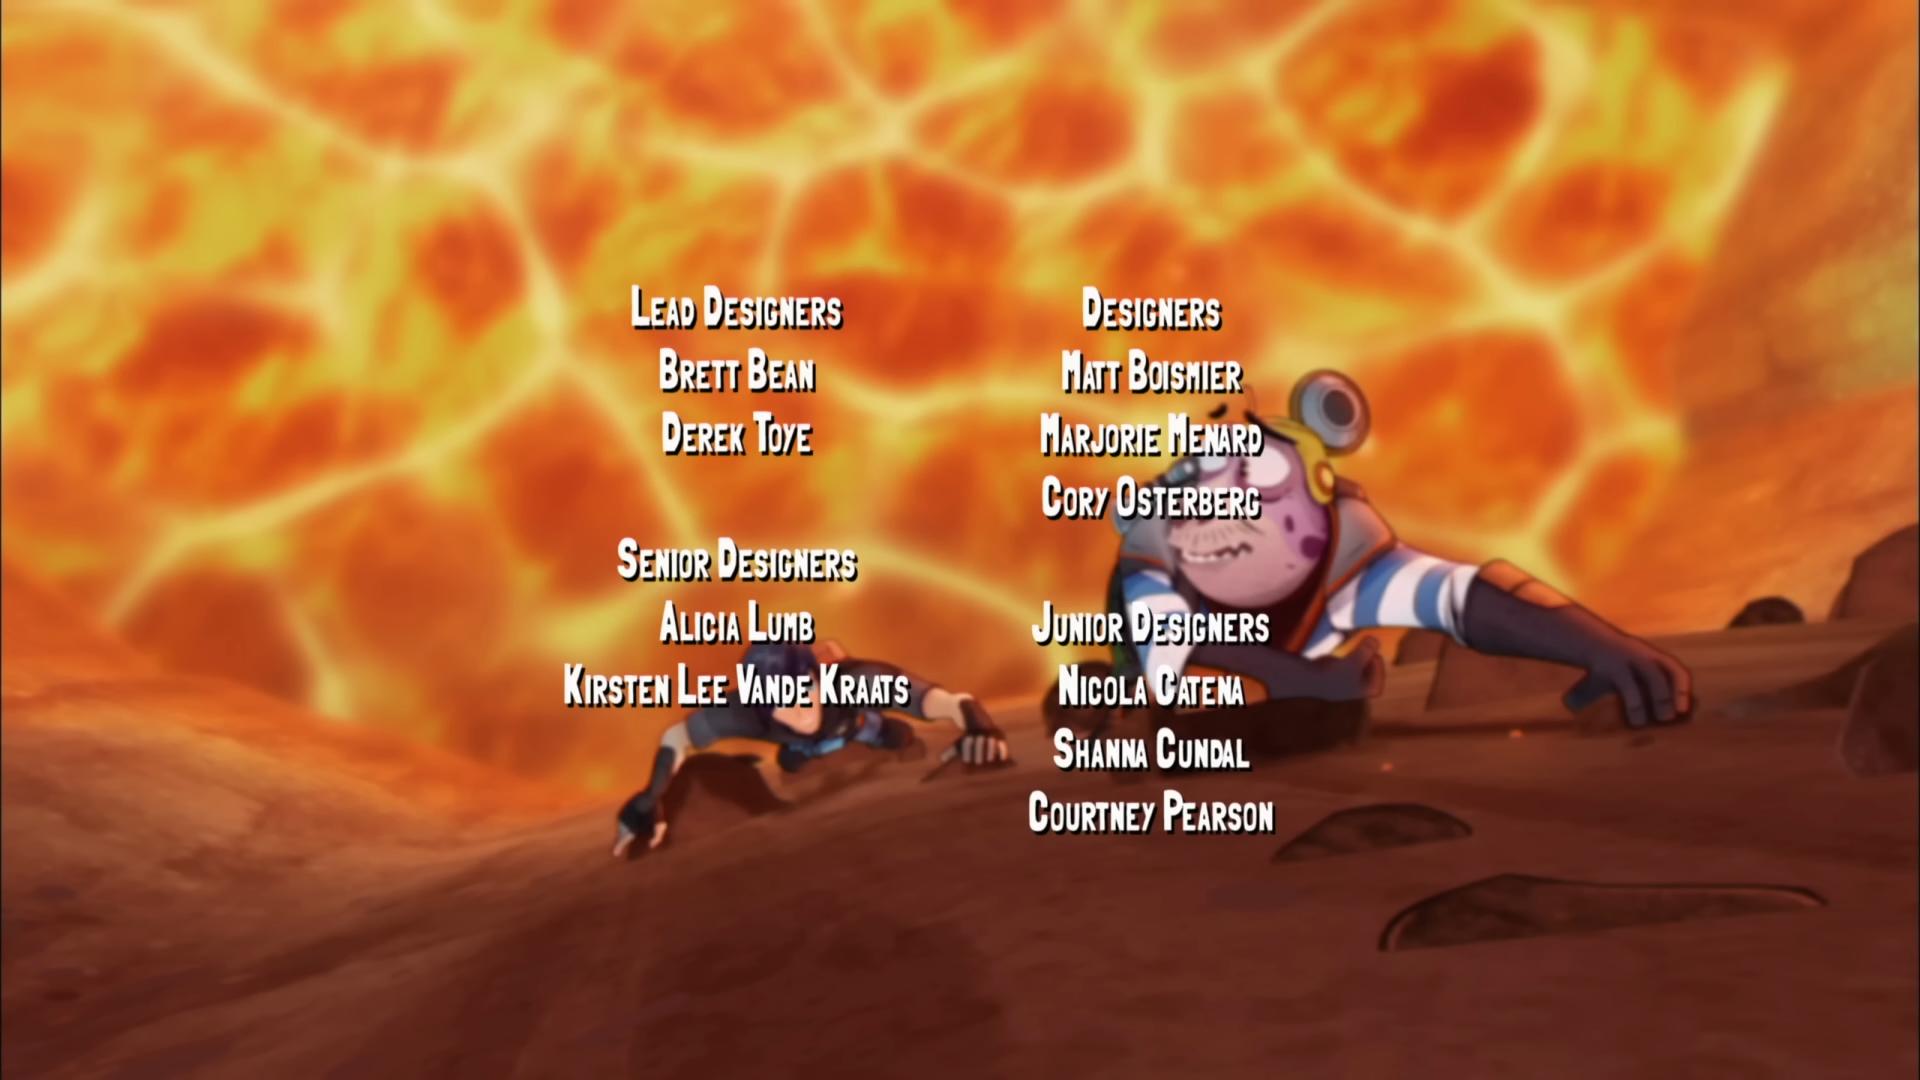 Lead Designers
Brett Bean
Derek Toye
Senior Designers
Alicia Lumb
Kirsten Lee Vande Kraats
Designers
Matt Boismier
Marjorie Menard
Cory Osterberg
Junior Designers
Nicola Catena
Shanna Cundal
Courtney Pearson